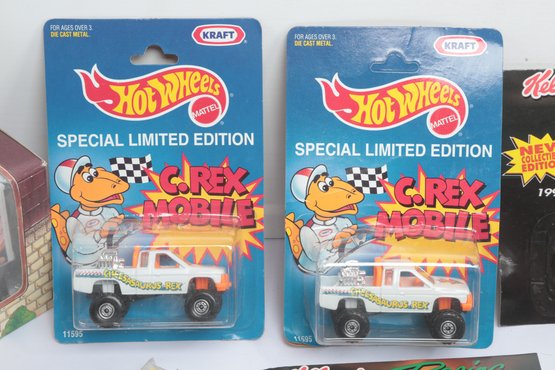 FOR AGES OVER 3.
DIE CAST METAL.
KRAFT
HOT WHEELS
MATTEL
SPECIAL LIMITED EDITION
C.REX
MOBILE
CHEESASAURUS REX
11595
FOR AGES OVER 3.
DIE CAST METAL.
KRAFT
HOT WHEELS
MATTEL
SPECIAL LIMITED EDITION
C.REX
MOBILE
CHEESASAURUS REX
11595
NEW
EDITION